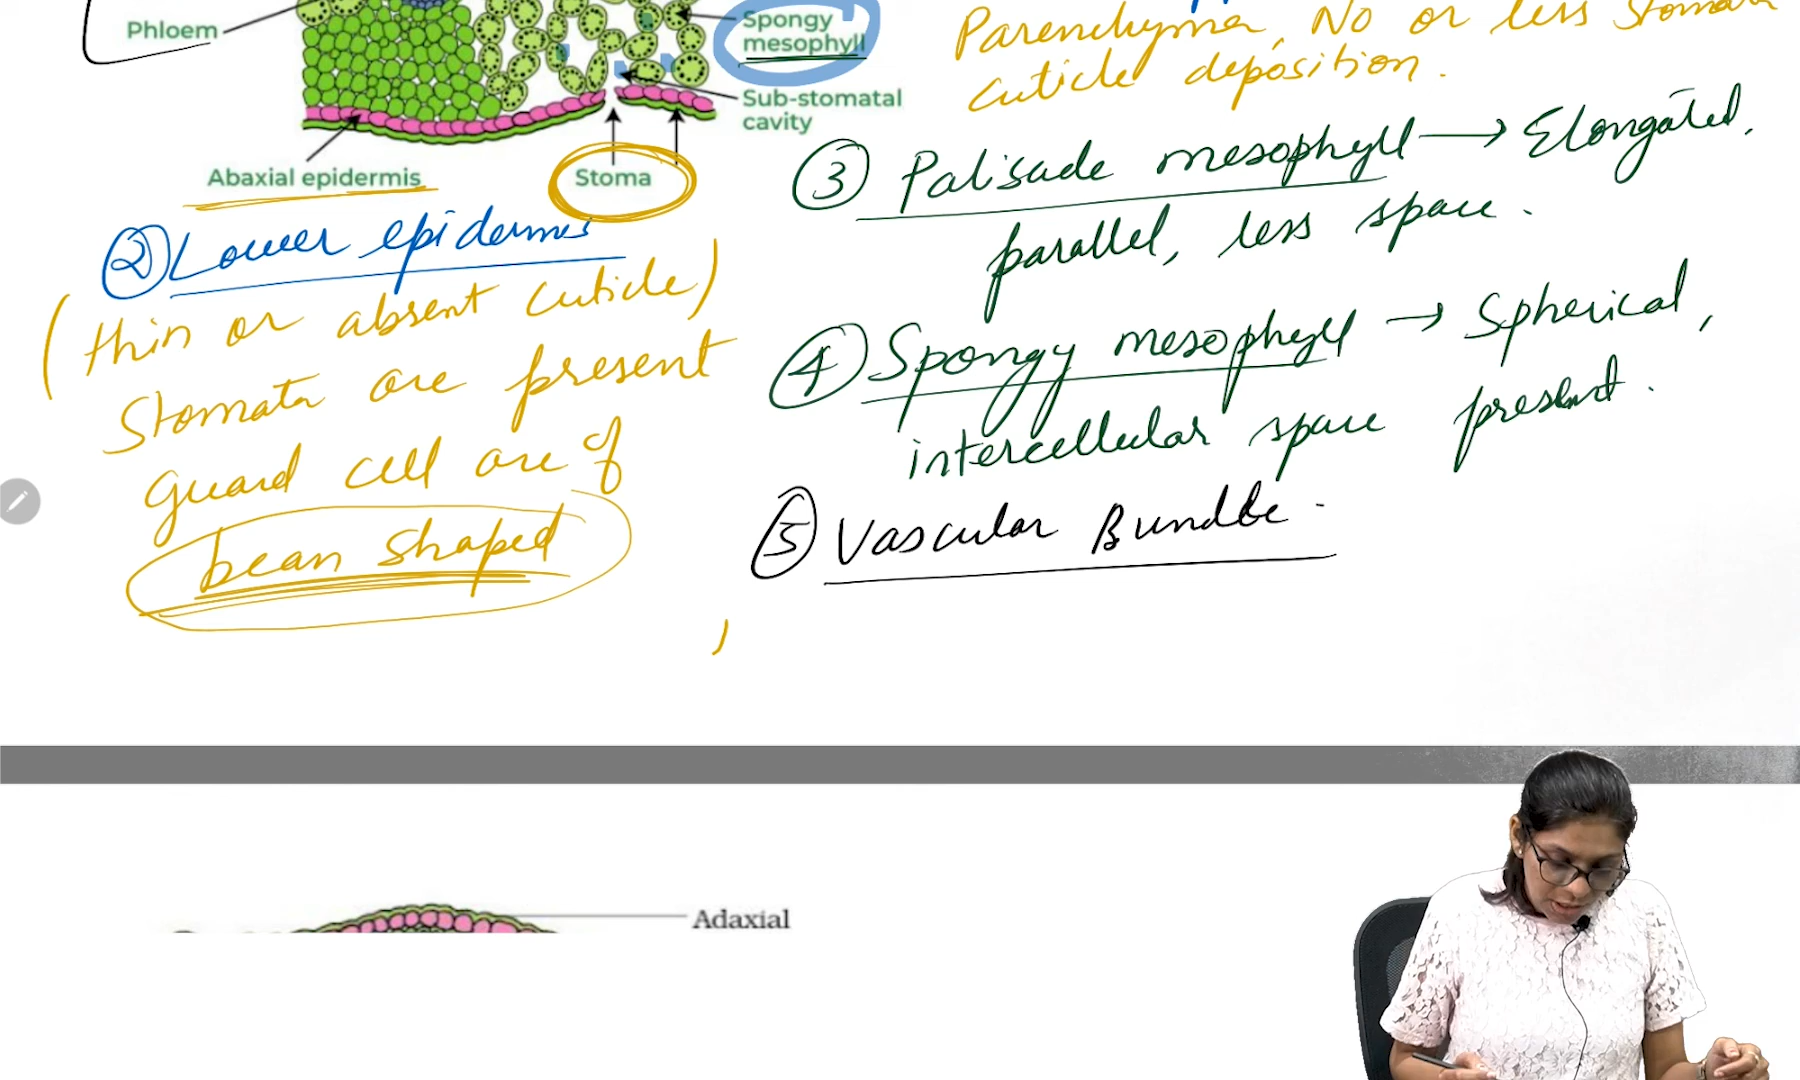 Phloem
Spongy
mesophyll
Sub-stomatal
cavity
Abaxial epidermis
Stoma
Parenchyma, No or less Stomata
cuticle deposition.
③ Palisade mesophyll → Elongated,
parallel, less space.
④ Spongy mesophyll → Spherical,
intercellular space present.
⑤ Vascular Bundle.
② Lower epidermis
(thin or absent cuticle)
Stomata are present
guard cell are of
bean shaped
Adaxial